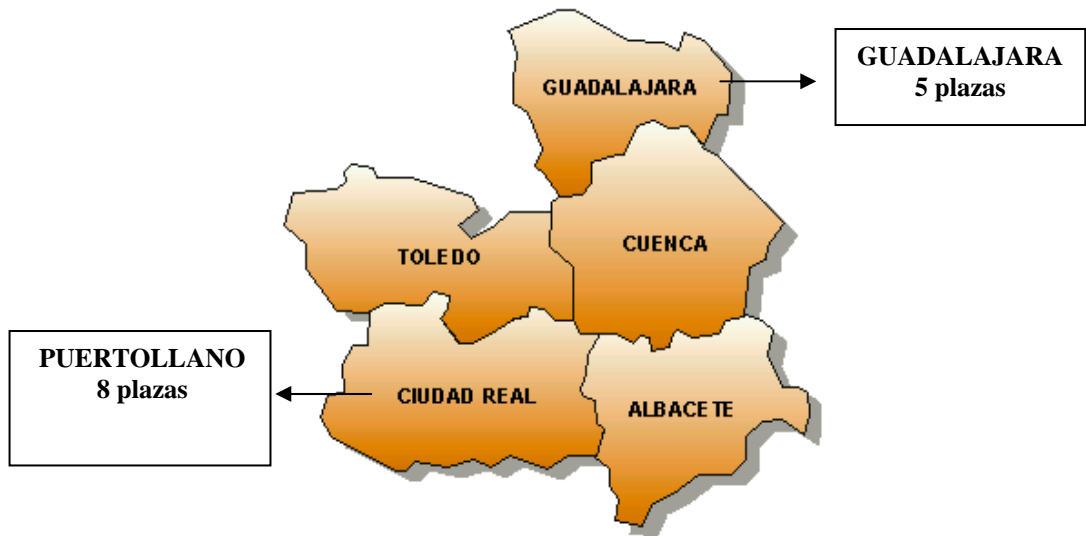 GUADALAJARA
5 plazas
GUADALAJARA
CUENCA
TOLEDO
PUERTOLLANO
8 plazas
CIUDAD REAL
ALBACETE